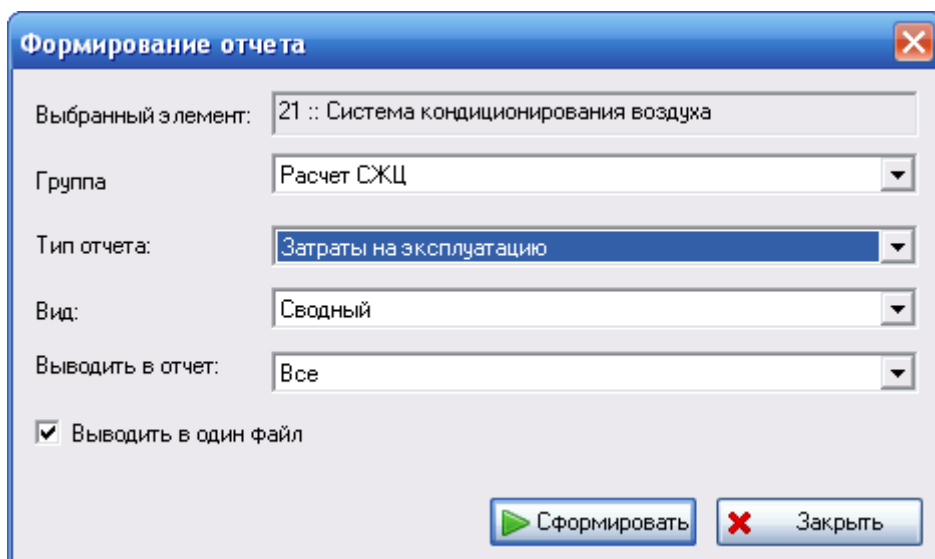 Формирование отчета
Выбранный элемент: 21 :: Система кондиционирования воздуха
Группа Расчет СЖЦ
Тип отчета: Затраты на эксплуатацию
Вид: Сводный
Выводить в отчет: Все
Выводить в один файл
Сформировать Закрыть